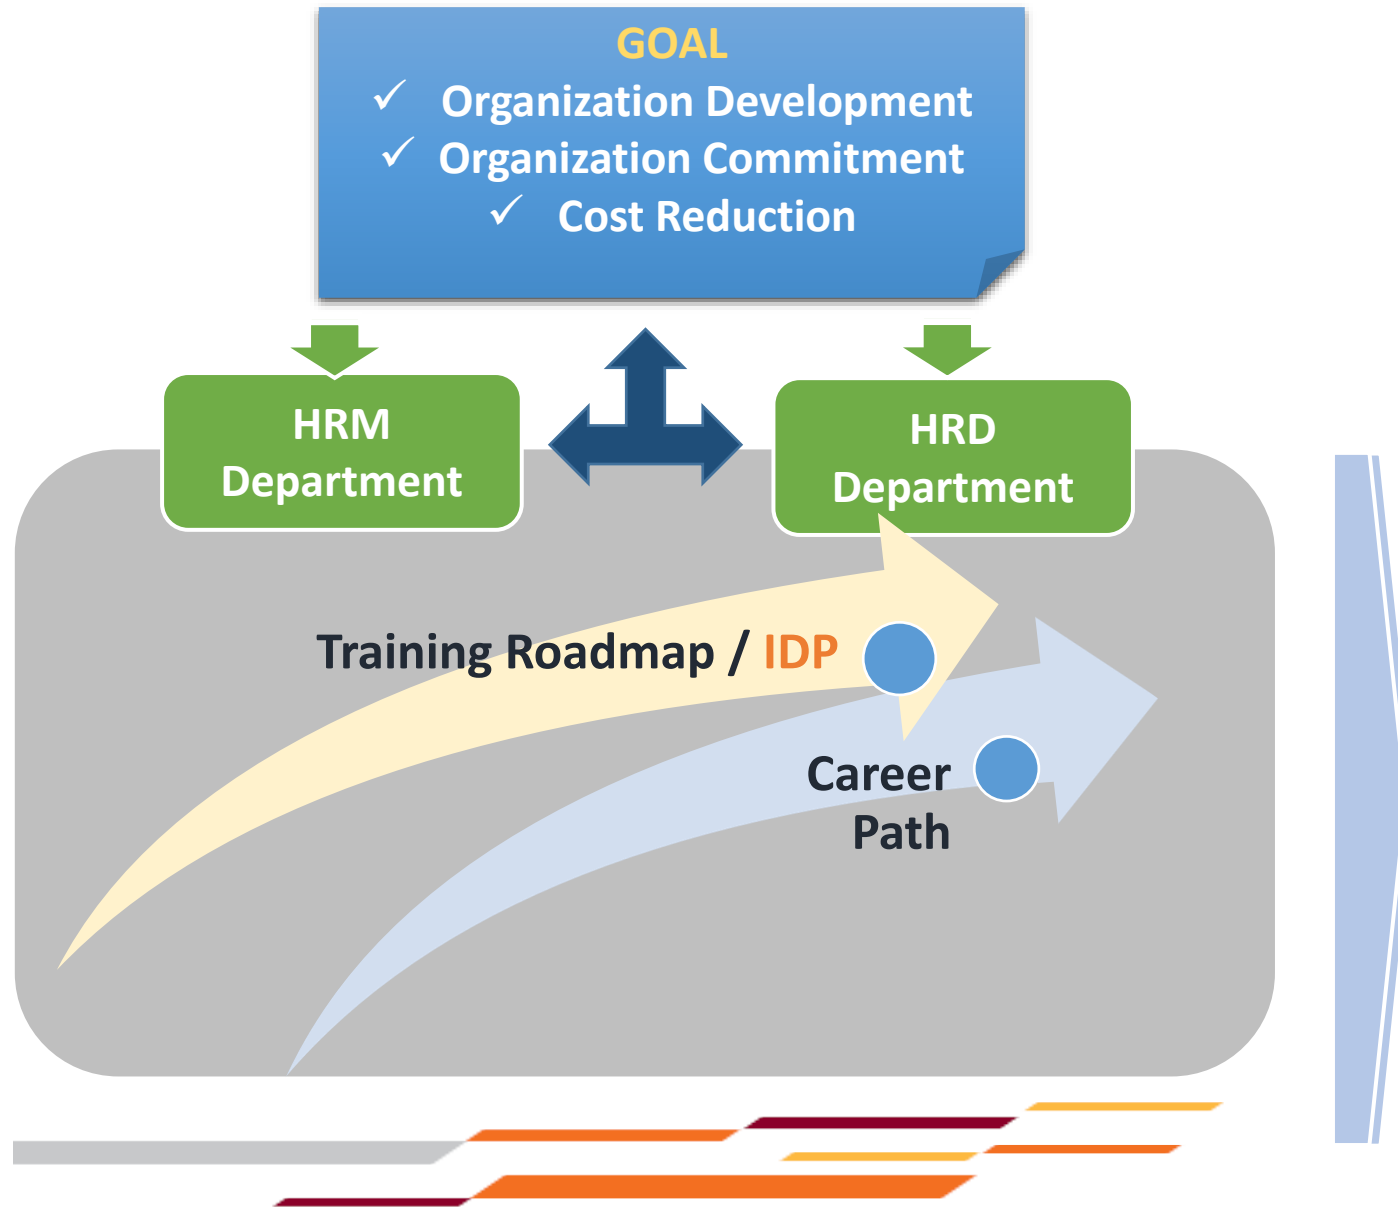 GOAL
✓ Organization Development
✓ Organization Commitment
✓ Cost Reduction
HRM
Department
HRD
Department
Training Roadmap / IDP
Career
Path